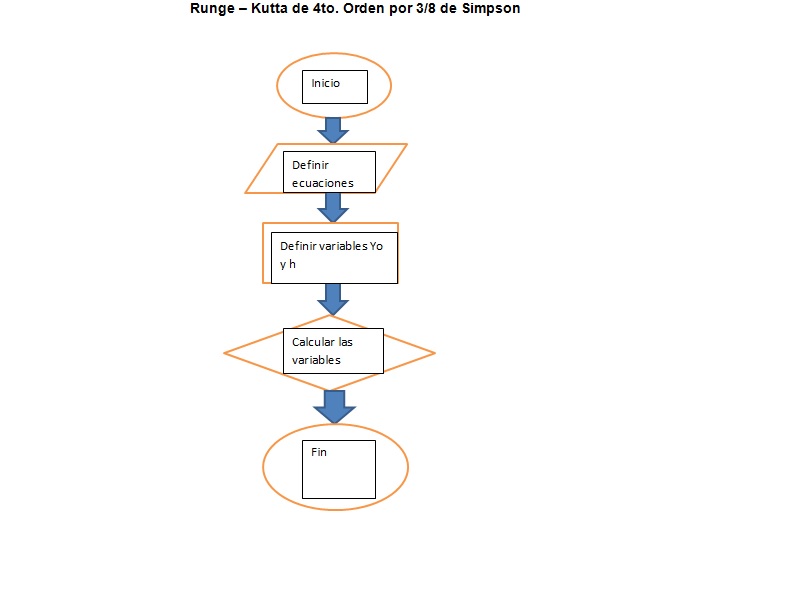 Runge – Kutta de 4to. Orden por 3/8 de Simpson
Inicio
Definir
ecuaciones
Definir variables Yo
y h
Calcular las
variables
Fin